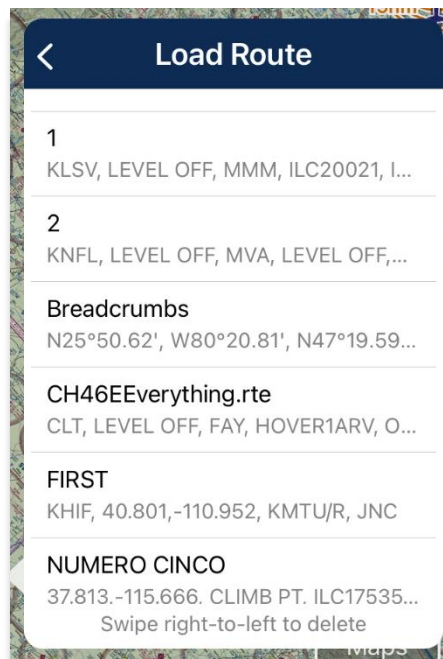 Load Route
1
KLSV, LEVEL OFF, MMM, ILC20021, I...
2
KNFL, LEVEL OFF, MVA, LEVEL OFF,...
Breadcrumbs
N25°50.62', W80°20.81', N47°19.59...
CH46EEverything.rte
CLT, LEVEL OFF, FAY, HOVER1ARV, O...
FIRST
KHIF, 40.801,-110.952, KMTU/R, JNC
NUMERO CINCO
37.813.-115.666. CLIMB PT. ILC17535...
Swipe right-to-left to delete
Maps